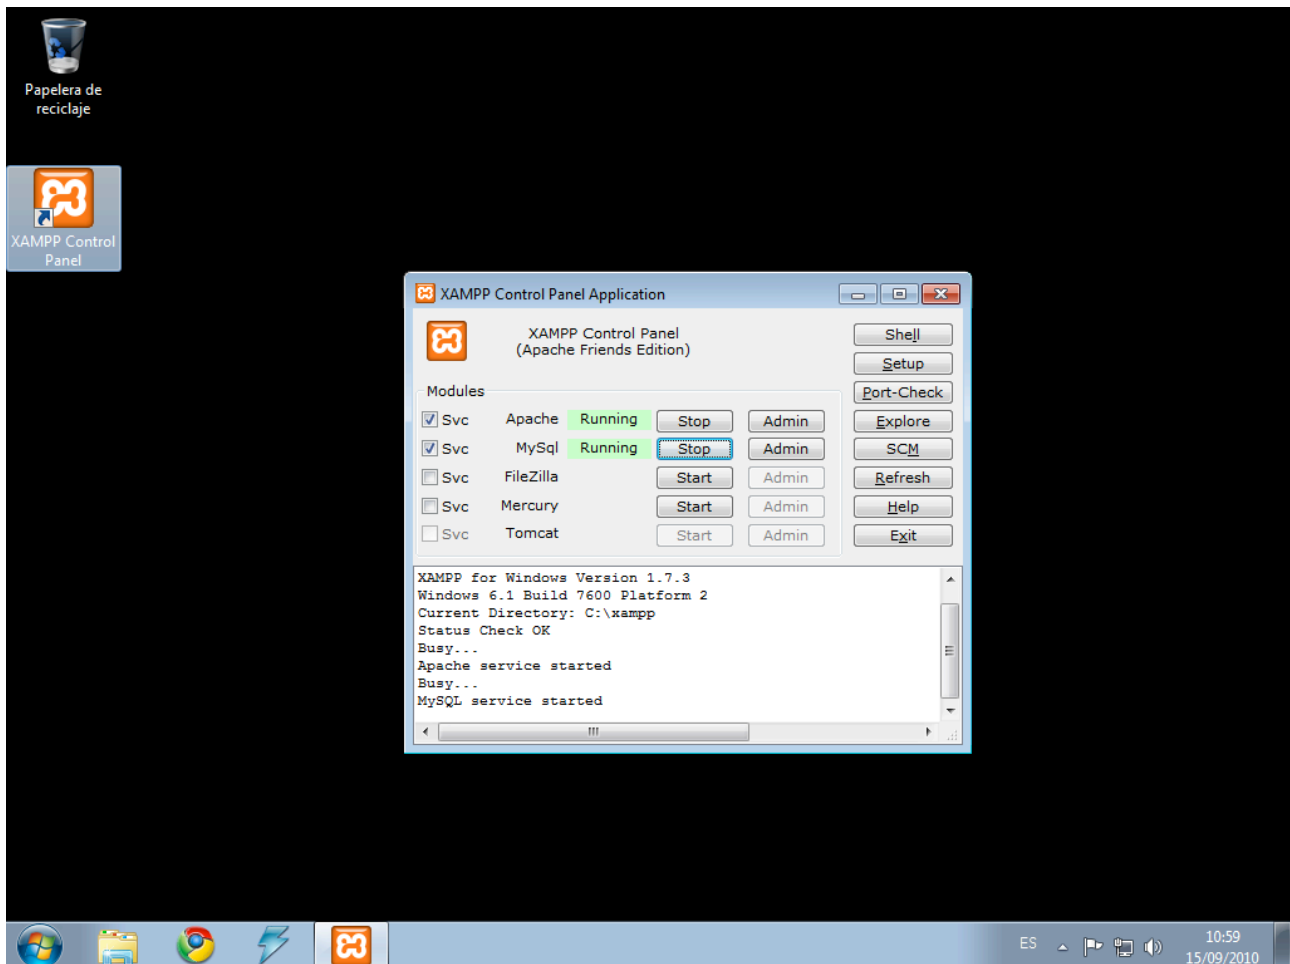 Papelera de
reciclaje
XAMPP Control
Panel
XAMPP Control Panel Application
XAMPP Control Panel
(Apache Friends Edition)
Shell
Setup
Port-Check
Explore
SCM
Refresh
Help
Exit
Modules
Svc Apache Running Stop Admin
Svc MySql Running Stop Admin
Svc FileZilla Start Admin
Svc Mercury Start Admin
Svc Tomcat Start Admin
XAMPP for Windows Version 1.7.3
Windows 6.1 Build 7600 Platform 2
Current Directory: C:\xampp
Status Check OK
Busy...
Apache service started
Busy...
MySQL service started
ES
10:59
15/09/2010